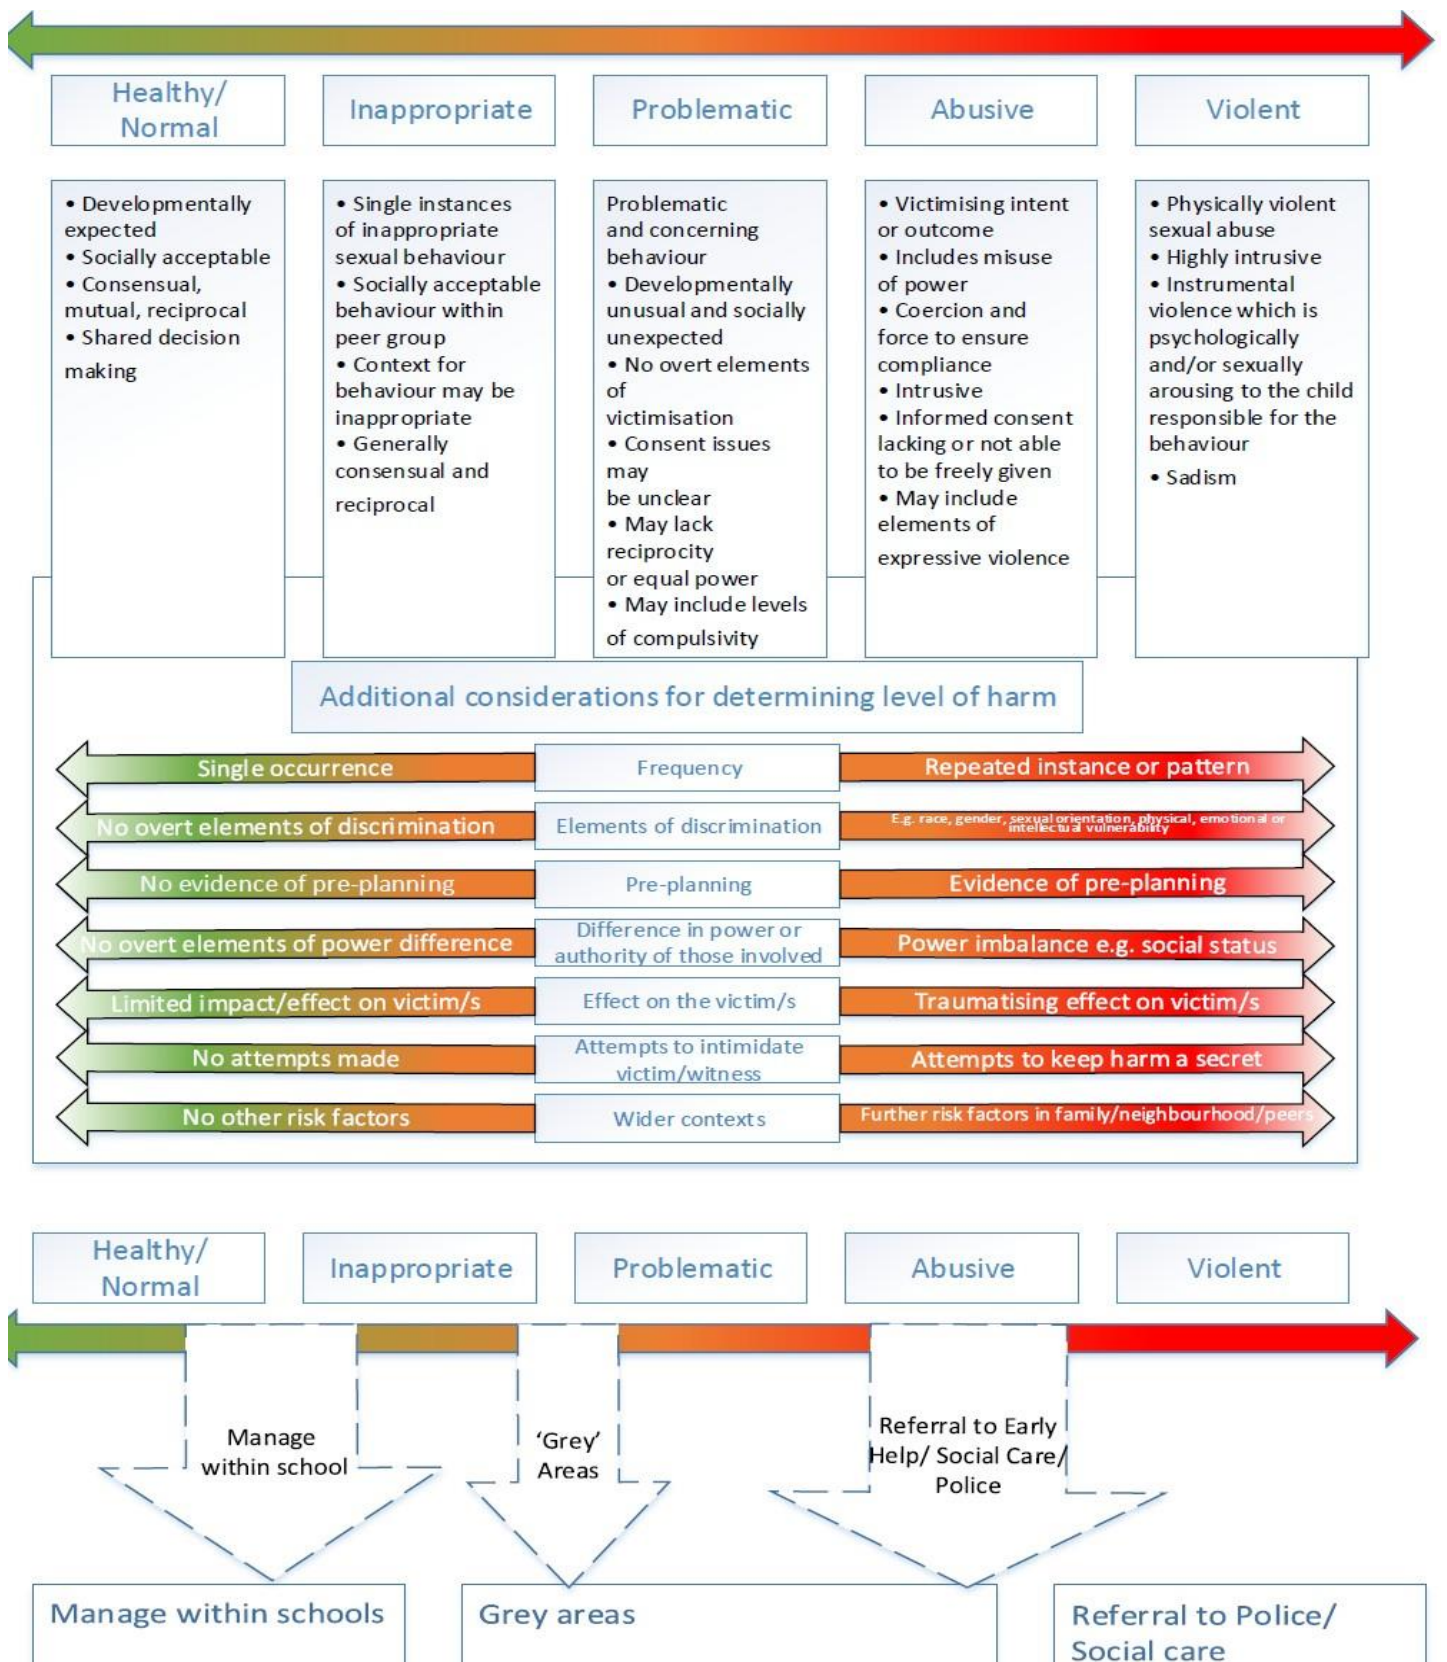 Healthy/
Normal
Inappropriate
Problematic
Abusive
Violent
• Developmentally
expected
• Socially acceptable
• Consensual,
mutual, reciprocal
• Shared decision
making
• Single instances
of inappropriate
sexual behaviour
• Socially acceptable
behaviour within
peer group
• Context for
behaviour may be
inappropriate
• Generally
consensual and
reciprocal
Problematic
and concerning
behaviour
• Developmentally
unusual and socially
unexpected
• No overt elements
of
victimisation
• Consent issues
may
be unclear
• May lack
reciprocity
or equal power
• May include levels
of compulsivity
• Victimising intent
or outcome
• Includes misuse
of power
• Coercion and
force to ensure
compliance
• Intrusive
• Informed consent
lacking or not able
to be freely given
• May include
elements of
expressive violence
• Physically violent
sexual abuse
• Highly intrusive
• Instrumental
violence which is
psychologically
and/or sexually
arousing to the child
responsible for the
behaviour
• Sadism
Additional considerations for determining level of harm
Single occurrence
Frequency
Repeated instance or pattern
No overt elements of discrimination
Elements of discrimination
E.g. race, gender, sexual orientation, physical, emotional or
intellectual vulnerability
No evidence of pre-planning
Pre-planning
Evidence of pre-planning
No overt elements of power difference
Difference in power or
authority of those involved
Power imbalance e.g. social status
Limited impact/effect on victim/s
Effect on the victim/s
Traumatising effect on victim/s
No attempts made
Attempts to intimidate
victim/witness
Attempts to keep harm a secret
No other risk factors
Wider contexts
Further risk factors in family/neighbourhood/peers
Healthy/
Normal
Inappropriate
Problematic
Abusive
Violent
Manage
within school
‘Grey’
Areas
Referral to Early
Help/ Social Care/
Police
Manage within schools
Grey areas
Referral to Police/
Social care